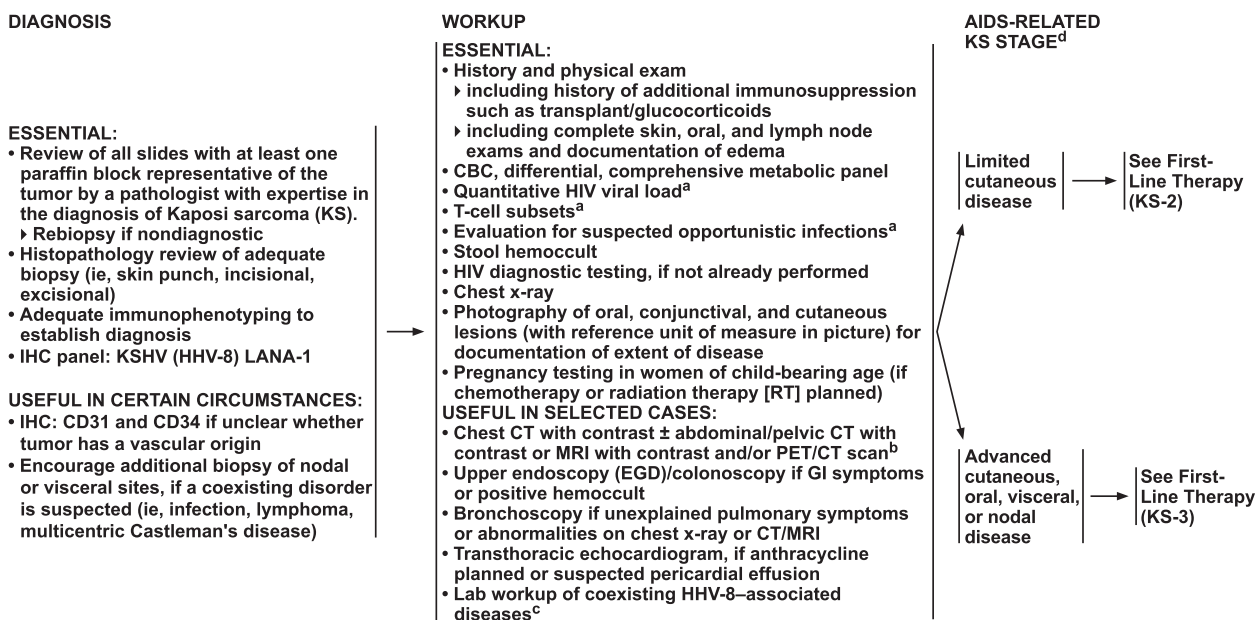 DIAGNOSIS
ESSENTIAL:
• Review of all slides with at least one
paraffin block representative of the
tumor by a pathologist with expertise in
the diagnosis of Kaposi sarcoma (KS).
‣ Rebiopsy if nondiagnostic
• Histopathology review of adequate
biopsy (ie, skin punch, incisional,
excisional)
• Adequate immunophenotyping to
establish diagnosis
• IHC panel: KSHV (HHV-8) LANA-1
USEFUL IN CERTAIN CIRCUMSTANCES:
• IHC: CD31 and CD34 if unclear whether
tumor has a vascular origin
• Encourage additional biopsy of nodal
or visceral sites, if a coexisting disorder
is suspected (ie, infection, lymphoma,
multicentric Castleman's disease)
WORKUP
ESSENTIAL:
• History and physical exam
‣ including history of additional immunosuppression
such as transplant/glucocorticoids
‣ including complete skin, oral, and lymph node
exams and documentation of edema
• CBC, differential, comprehensive metabolic panel
• Quantitative HIV viral loadᵃ
• T-cell subsetsᵃ
• Evaluation for suspected opportunistic infectionsᵃ
• Stool hemoccult
• HIV diagnostic testing, if not already performed
• Chest x-ray
• Photography of oral, conjunctival, and cutaneous
lesions (with reference unit of measure in picture) for
documentation of extent of disease
• Pregnancy testing in women of child-bearing age (if
chemotherapy or radiation therapy [RT] planned)
USEFUL IN SELECTED CASES:
• Chest CT with contrast ± abdominal/pelvic CT with
contrast or MRI with contrast and/or PET/CT scanᵇ
• Upper endoscopy (EGD)/colonoscopy if GI symptoms
or positive hemoccult
• Bronchoscopy if unexplained pulmonary symptoms
or abnormalities on chest x-ray or CT/MRI
• Transthoracic echocardiogram, if anthracycline
planned or suspected pericardial effusion
• Lab workup of coexisting HHV-8–associated
diseasesᶜ
AIDS-RELATED
KS STAGEᵈ
Limited
cutaneous
disease
See First-
Line Therapy
(KS-2)
Advanced
cutaneous,
oral, visceral,
or nodal
disease
See First-
Line Therapy
(KS-3)